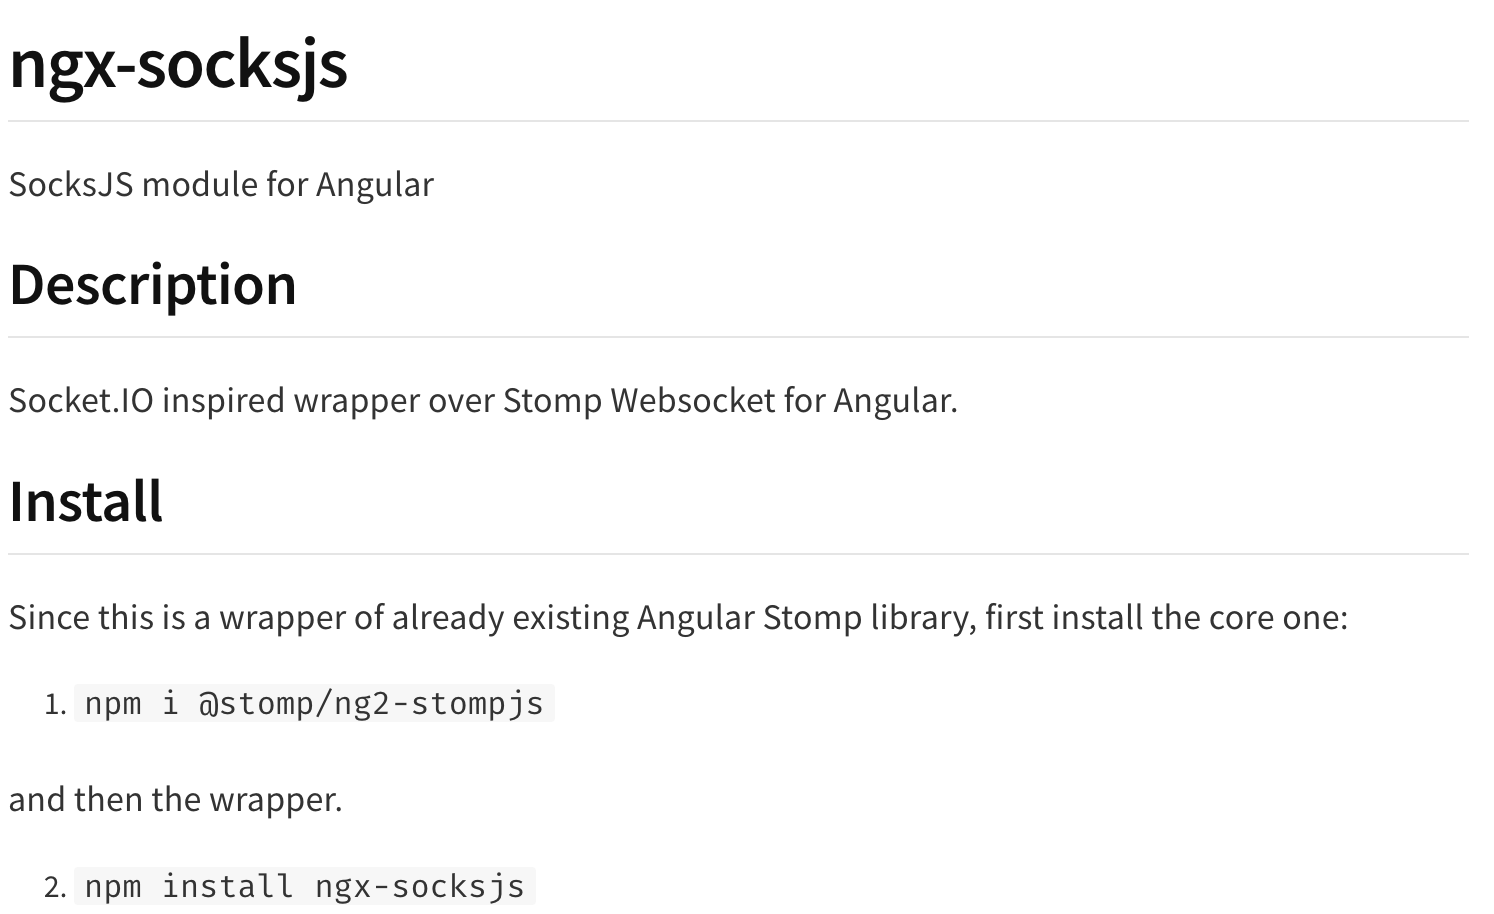 ngx-socksjs
SocksJS module for Angular
Description
Socket.IO inspired wrapper over Stomp Websocket for Angular.
Install
Since this is a wrapper of already existing Angular Stomp library, first install the core one:
1. npm i @stomp/ng2-stompjs
and then the wrapper.
2. npm install ngx-socksjs